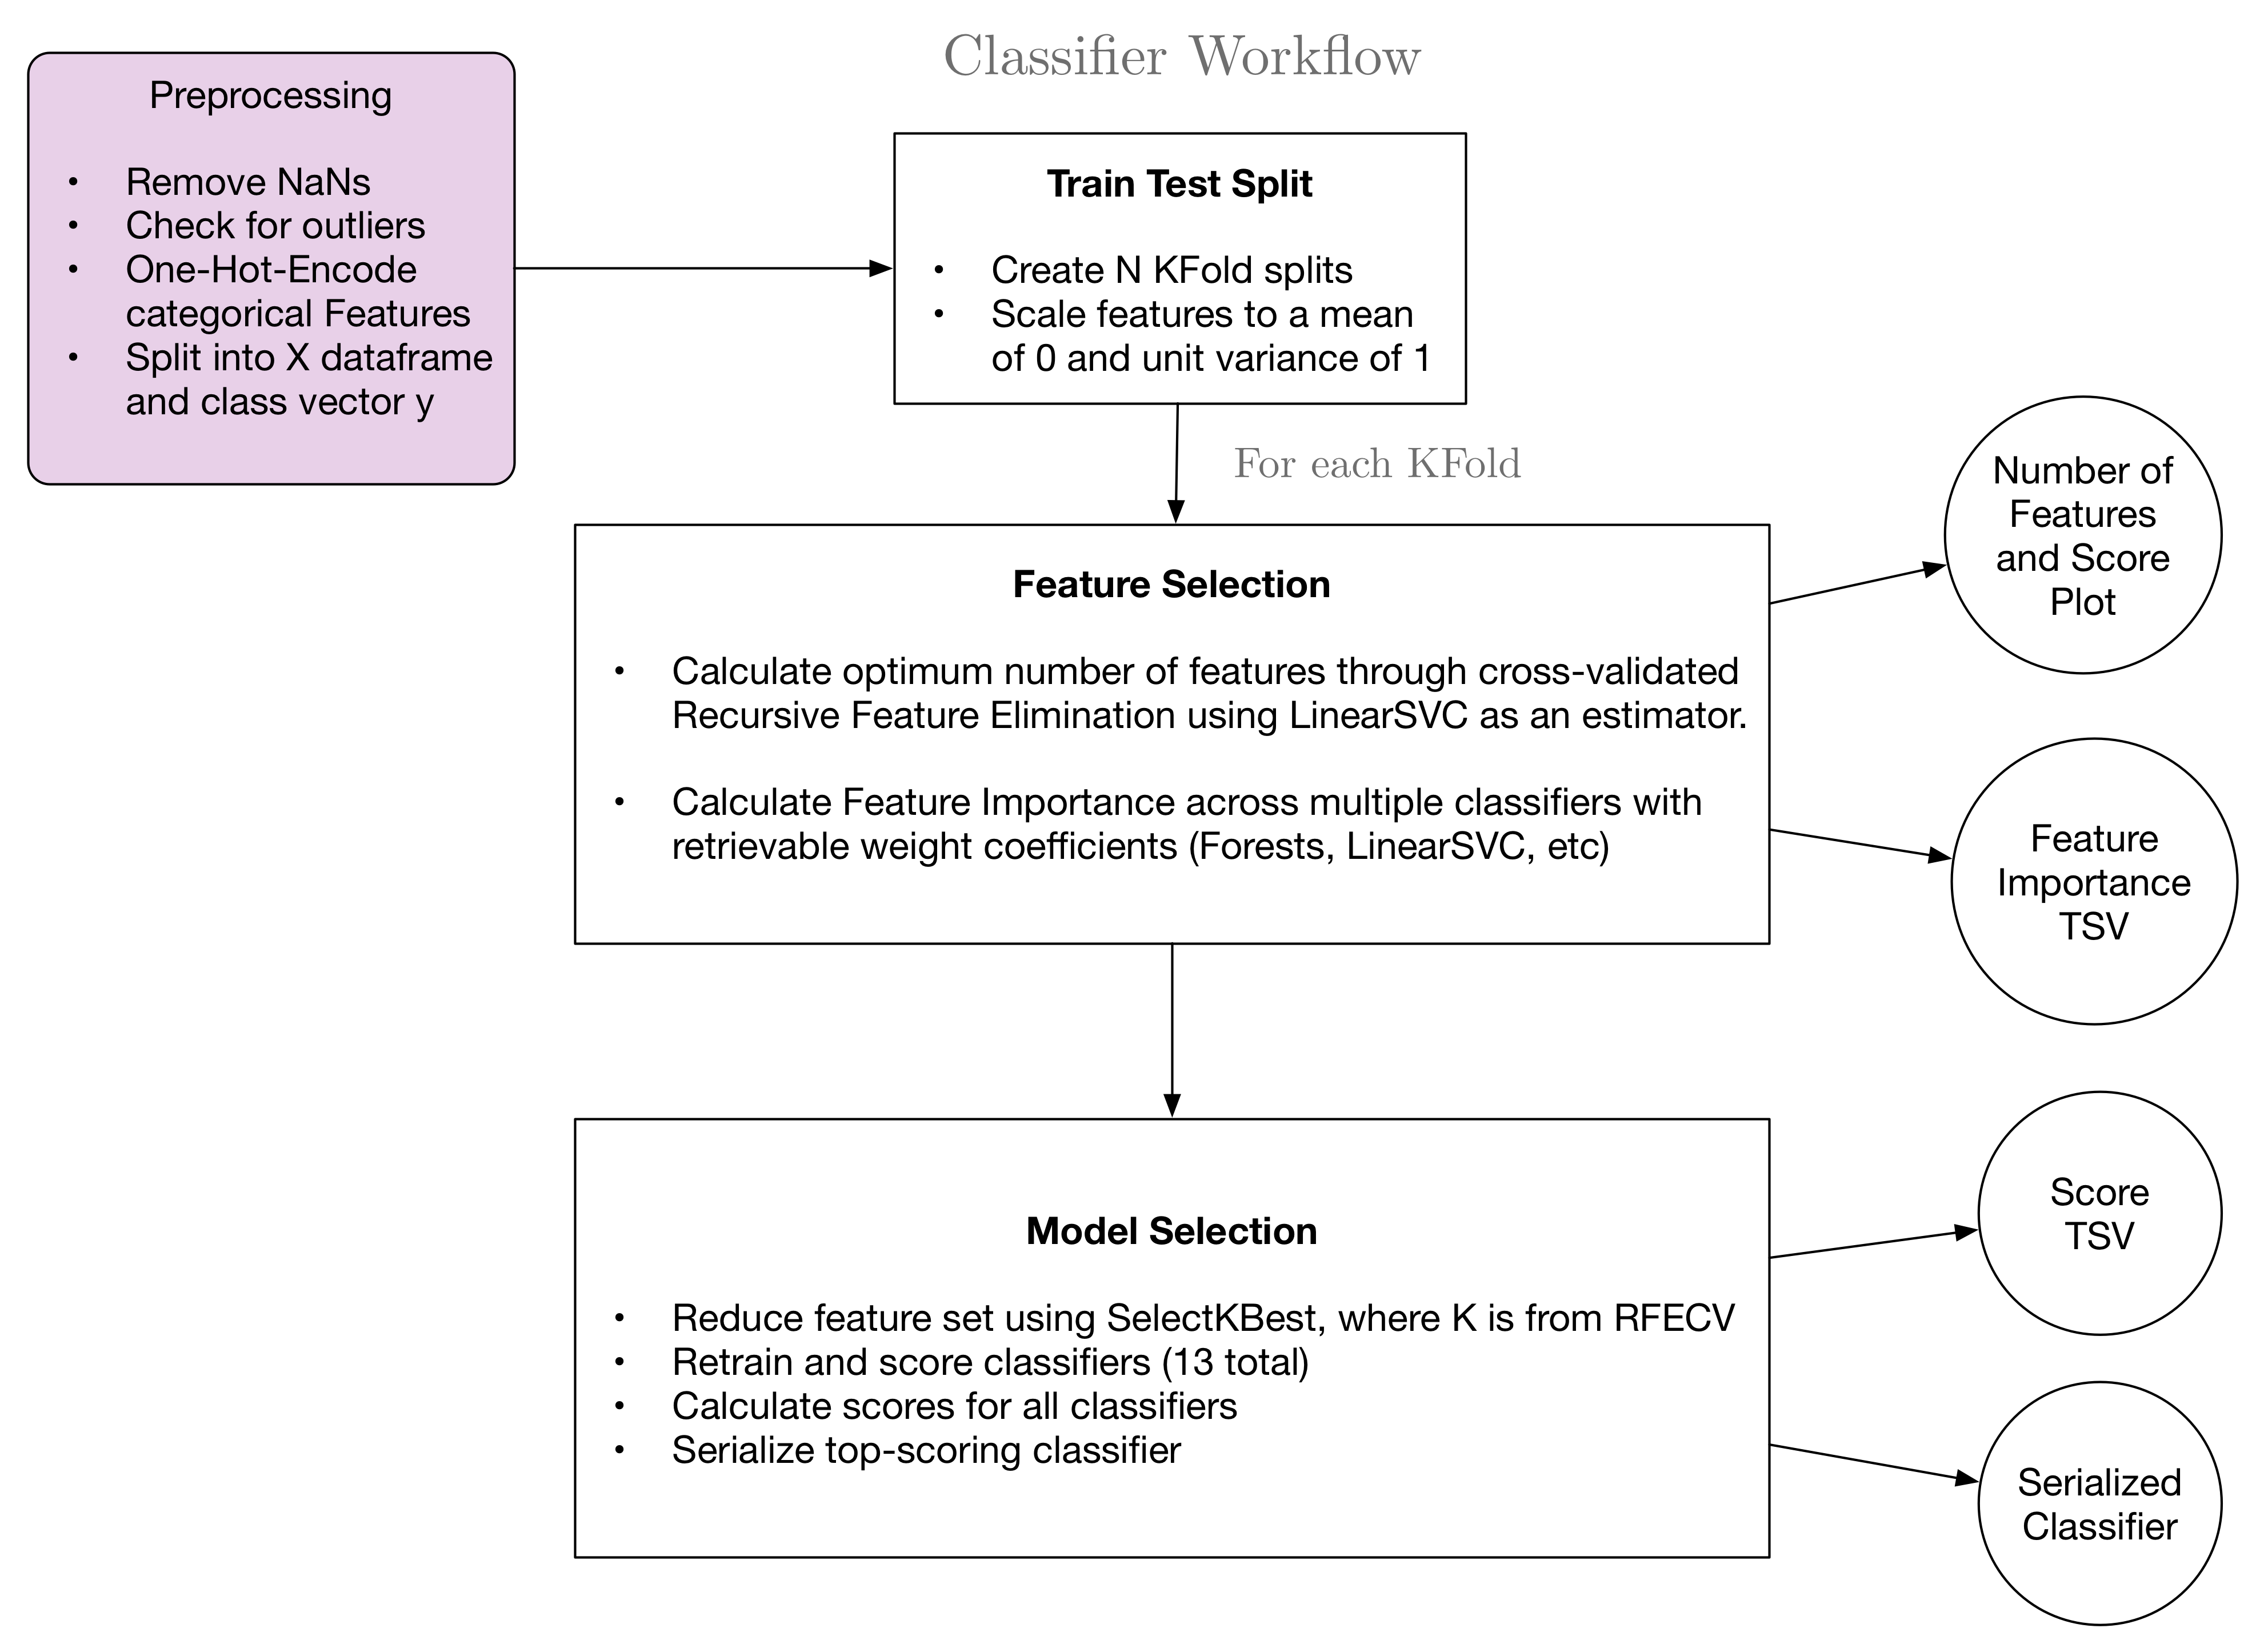 Classifier Workflow
Preprocessing
• Remove NaNs
• Check for outliers
• One-Hot-Encode
categorical Features
• Split into X dataframe
and class vector y
Train Test Split
• Create N KFold splits
• Scale features to a mean
of 0 and unit variance of 1
For each KFold
Feature Selection
• Calculate optimum number of features through cross-validated
Recursive Feature Elimination using LinearSVC as an estimator.
• Calculate Feature Importance across multiple classifiers with
retrievable weight coefficients (Forests, LinearSVC, etc)
Number of
Features
and Score
Plot
Feature
Importance
TSV
Model Selection
• Reduce feature set using SelectKBest, where K is from RFECV
• Retrain and score classifiers (13 total)
• Calculate scores for all classifiers
• Serialize top-scoring classifier
Score
TSV
Serialized
Classifier